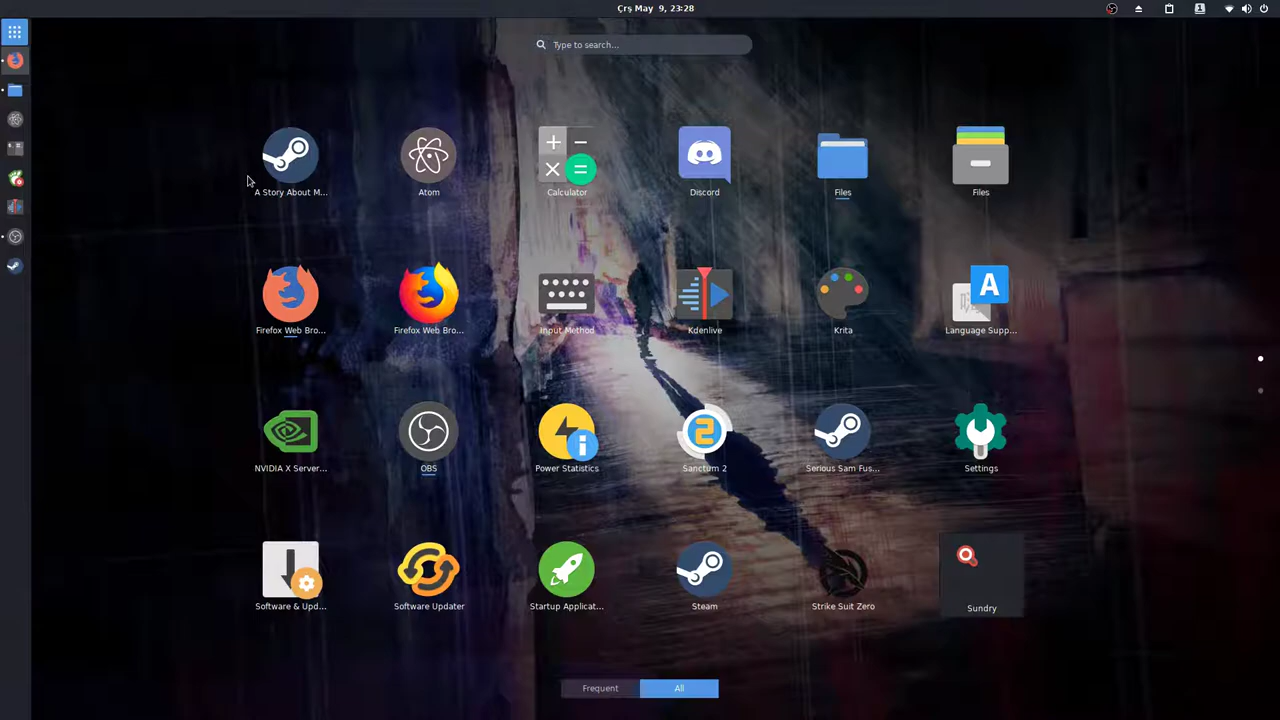 Çrş May  9, 23:28
Type to search...
A Story About M...
Atom
Calculator
Discord
Files
Files
Firefox Web Bro...
Firefox Web Bro...
Input Method
Kdenlive
Krita
Language Supp...
NVIDIA X Server...
OBS
Power Statistics
Sanctum 2
Serious Sam Fus...
Settings
Software & Upd...
Software Updater
Startup Applicat...
Steam
Strike Suit Zero
Sundry
Frequent
All